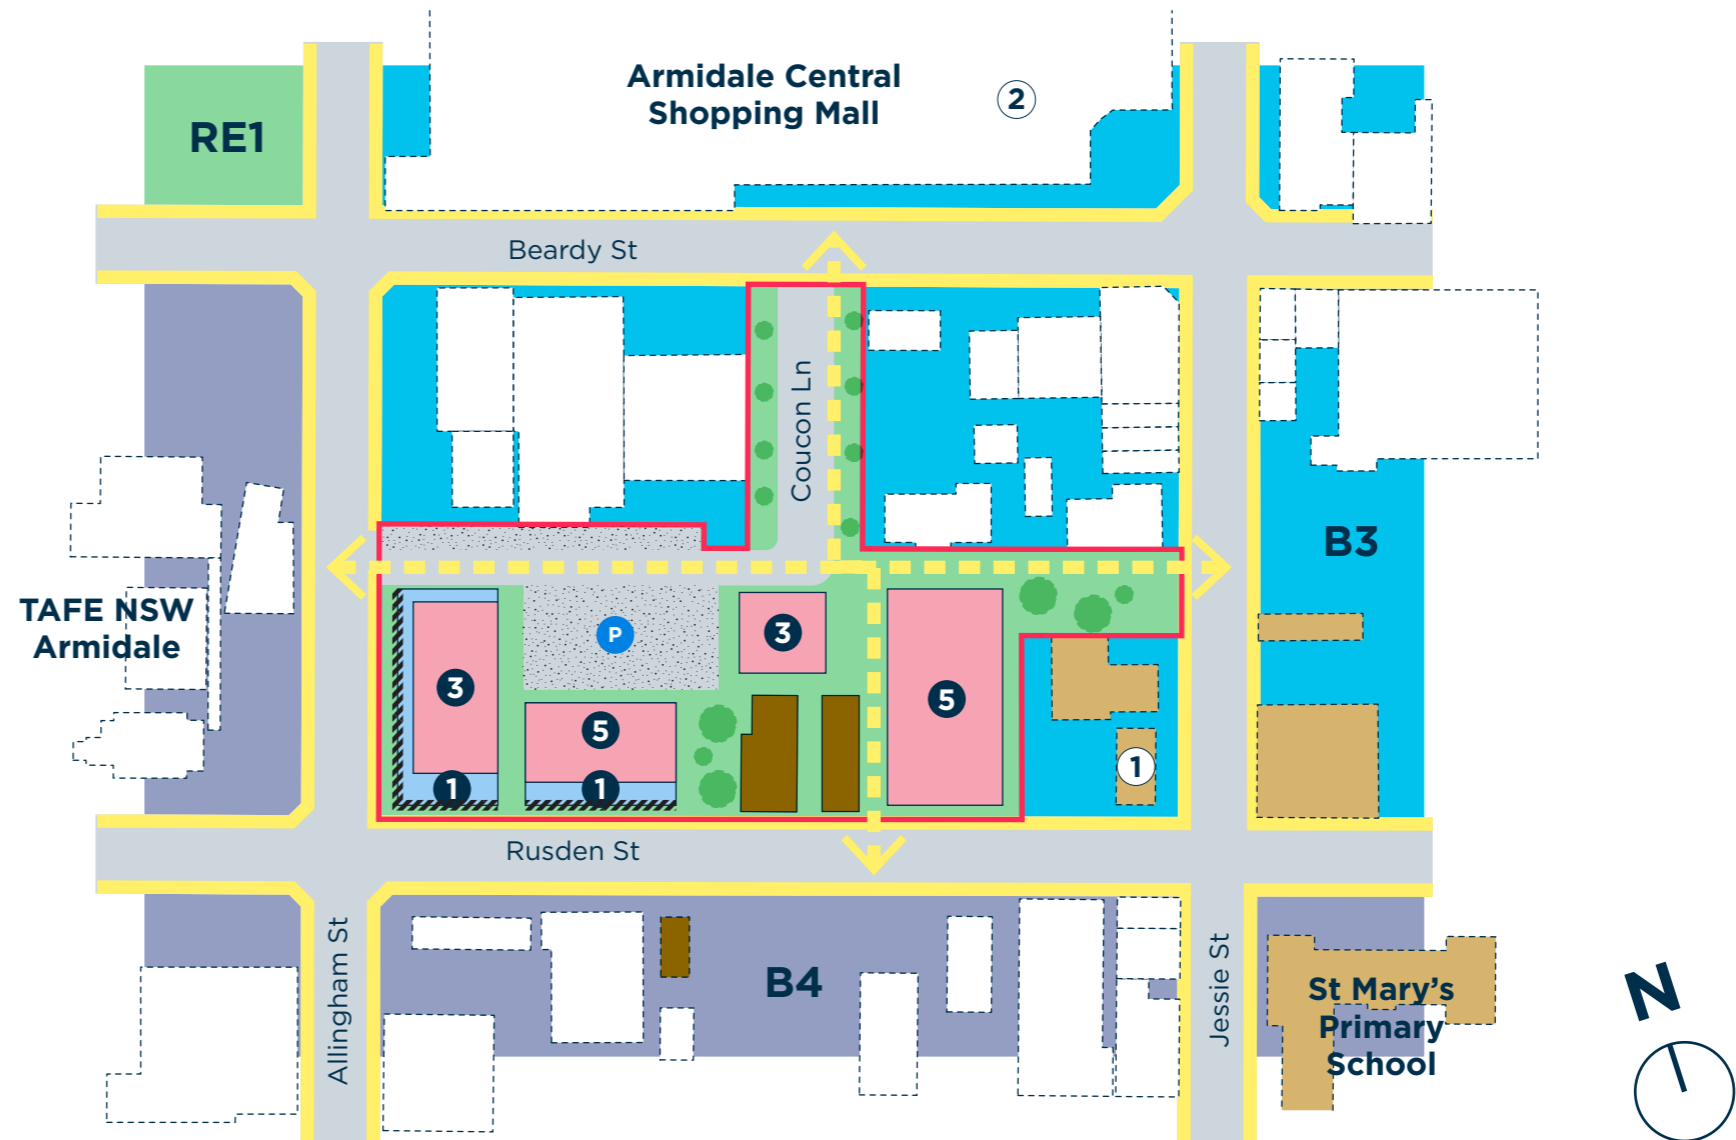 Armidale Central
Shopping Mall
2
RE1
Beardy St
Coucon Ln
B3
TAFE NSW
Armidale
P
3
3
5
5
1
1
1
Rusden St
Allingham St
B4
Jessie St
St Mary's
Primary
School
N